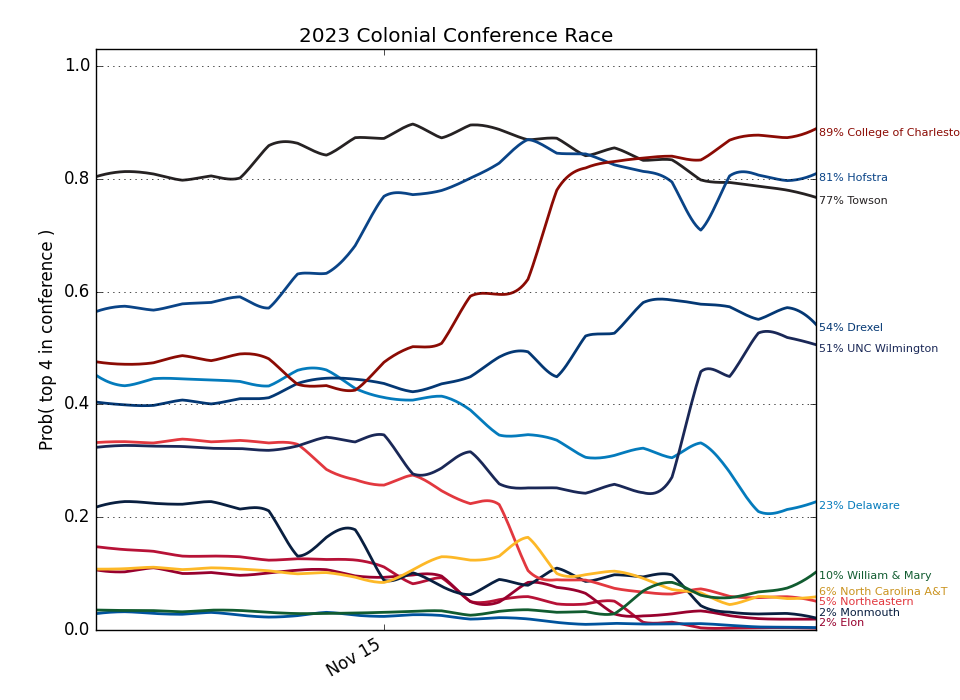 2023 Colonial Conference Race
1.0
0.8
0.6
0.4
0.2
0.0
Prob( top 4 in conference )
Nov 15
89% College of Charlesto
81% Hofstra
77% Towson
54% Drexel
51% UNC Wilmington
23% Delaware
10% William & Mary
6% North Carolina A&T
5% Northeastern
2% Monmouth
2% Elon